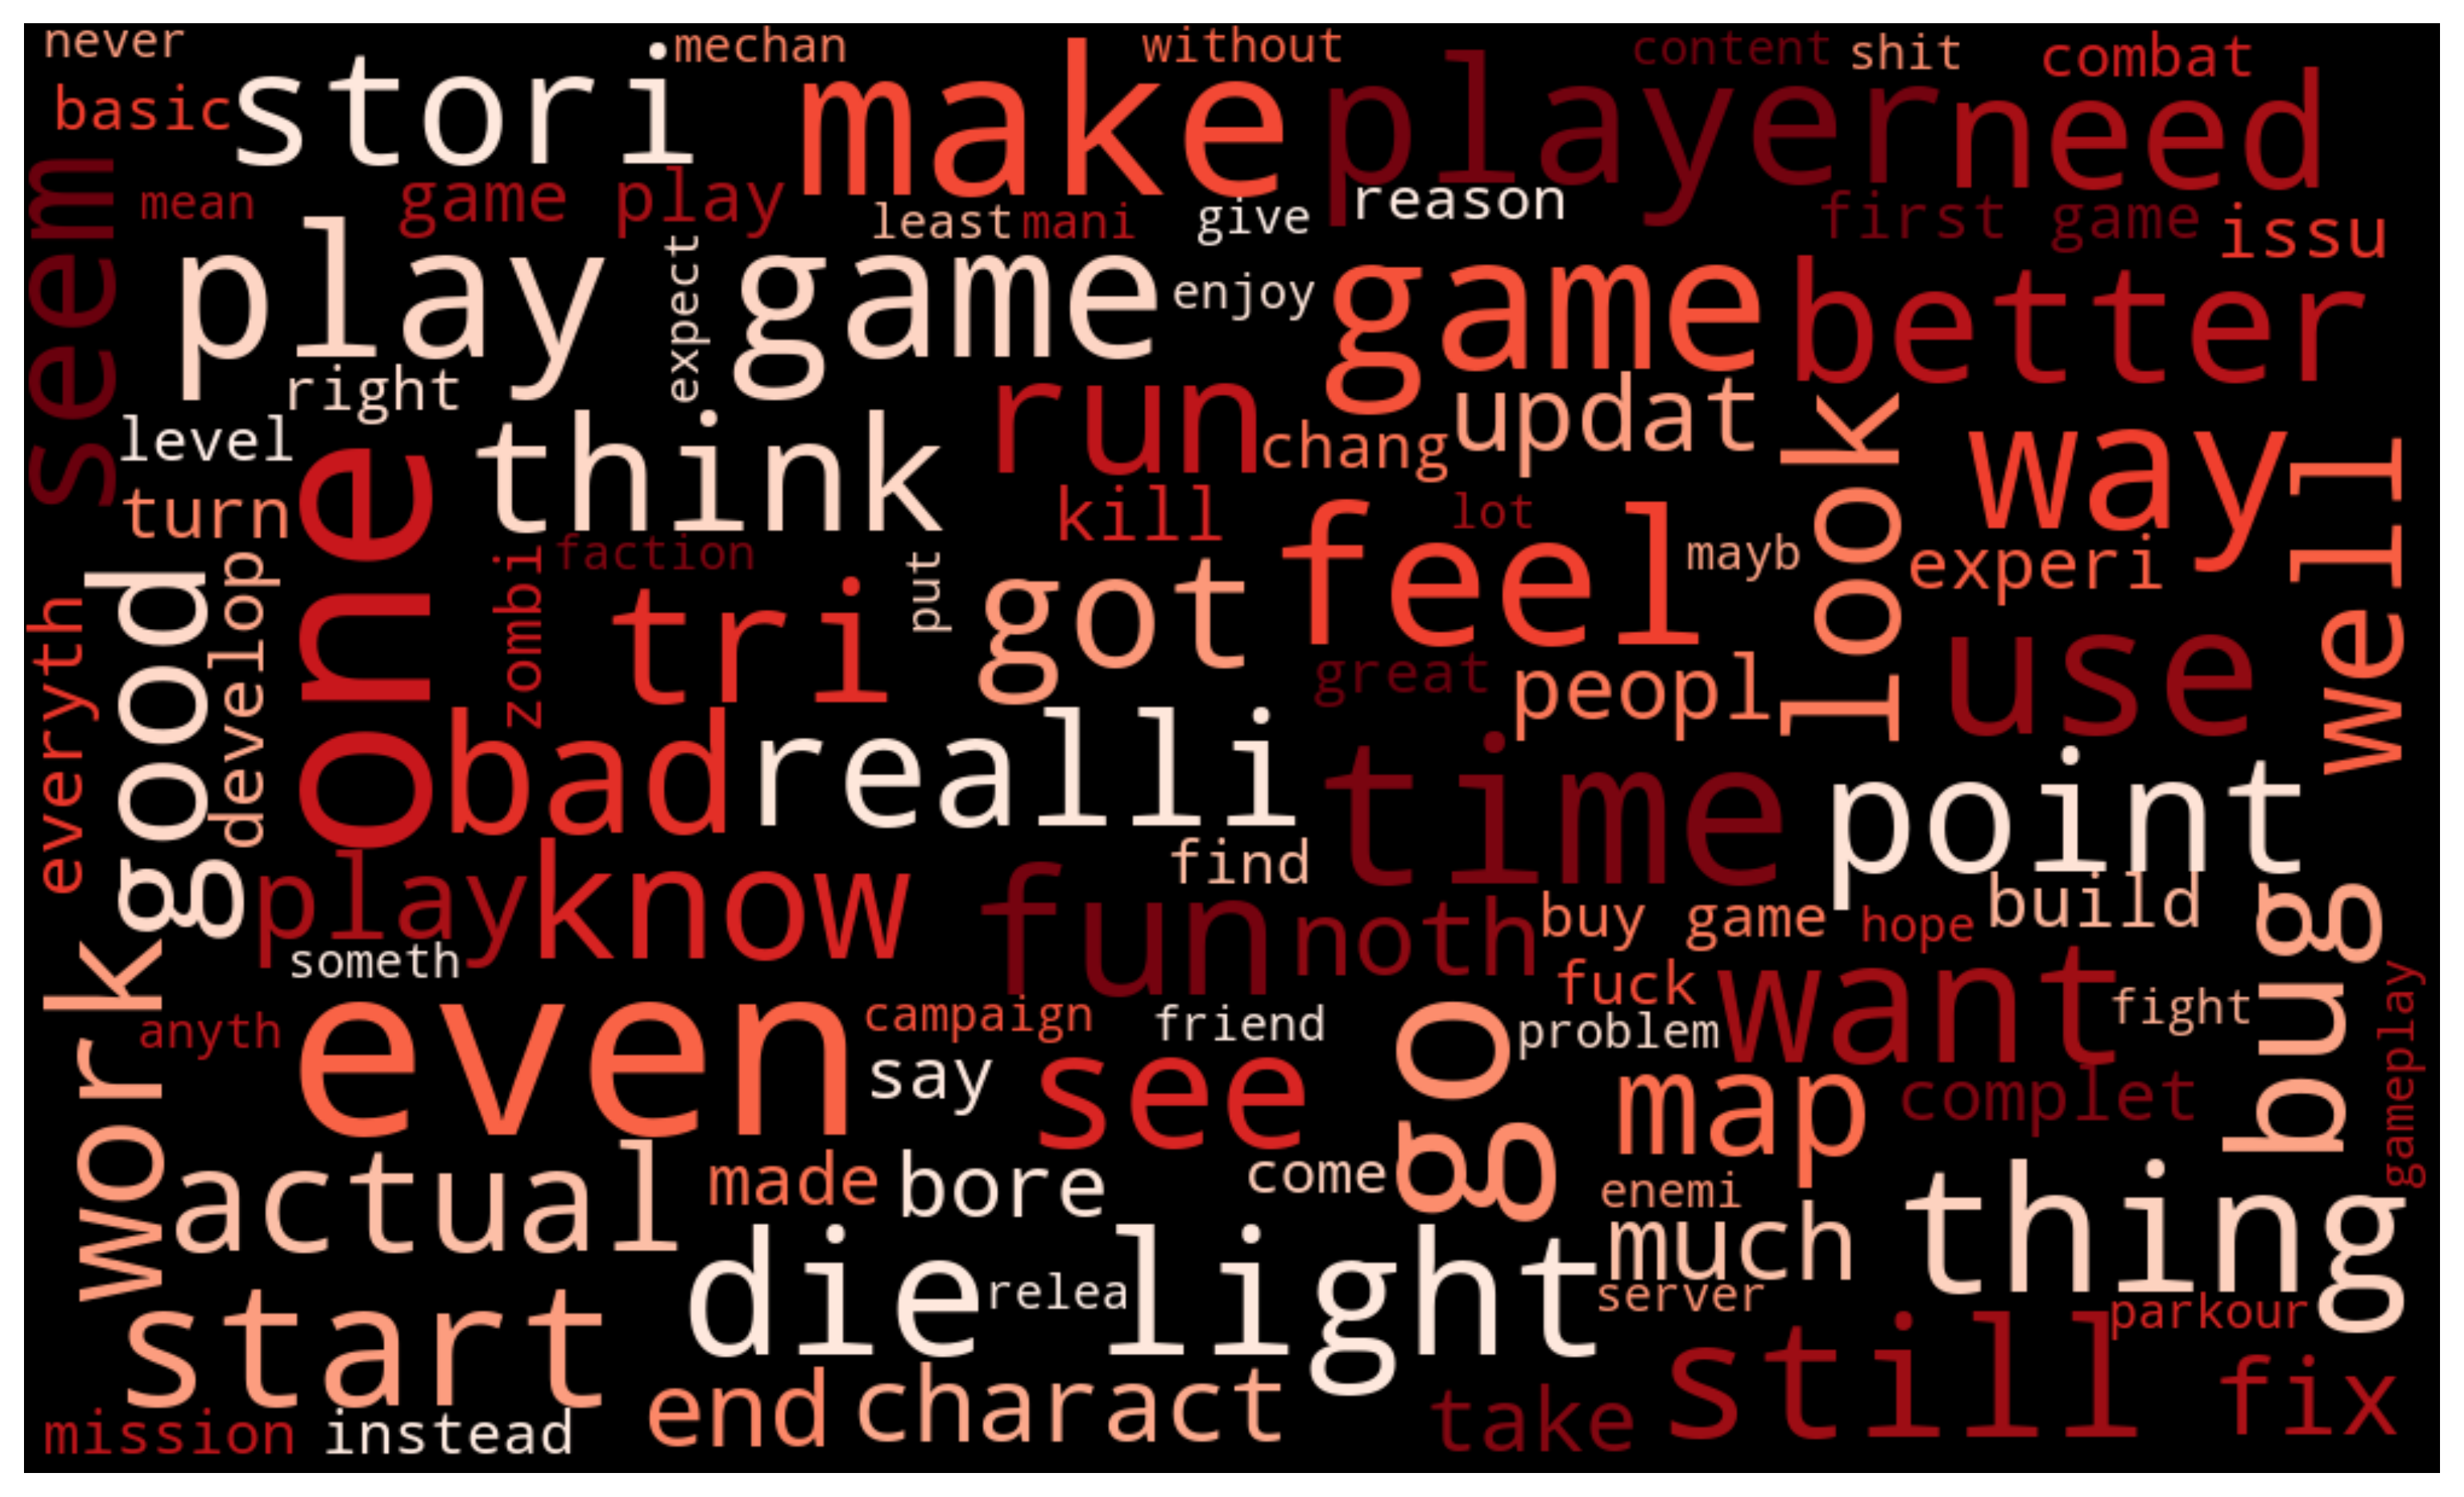 never
mechan
without
content
shit
combat
basic
stori
make
player
need
seem
mean
game play
least
mani
give
reason
first game
issu
play
expect
game
enjoy
game
better
right
run
updat
look
way
level
think
chang
well
turn
one
kill
feel
lot
zombi
faction
put
mayb
experi
good
develop
tri
got
everyth
great
peopl
use
bad
realli
time
point
find
play
know
fun
noth
buy game
hope
build
bug
work
someth
fuck
want
gameplay
anyth
even
campaign
friend
go
problem
fight
say
see
map
complet
actual
made
bore
come
enemi
much
thing
die light
relea
server
start
parkour
still
fix
mission
instead
end
charact
take